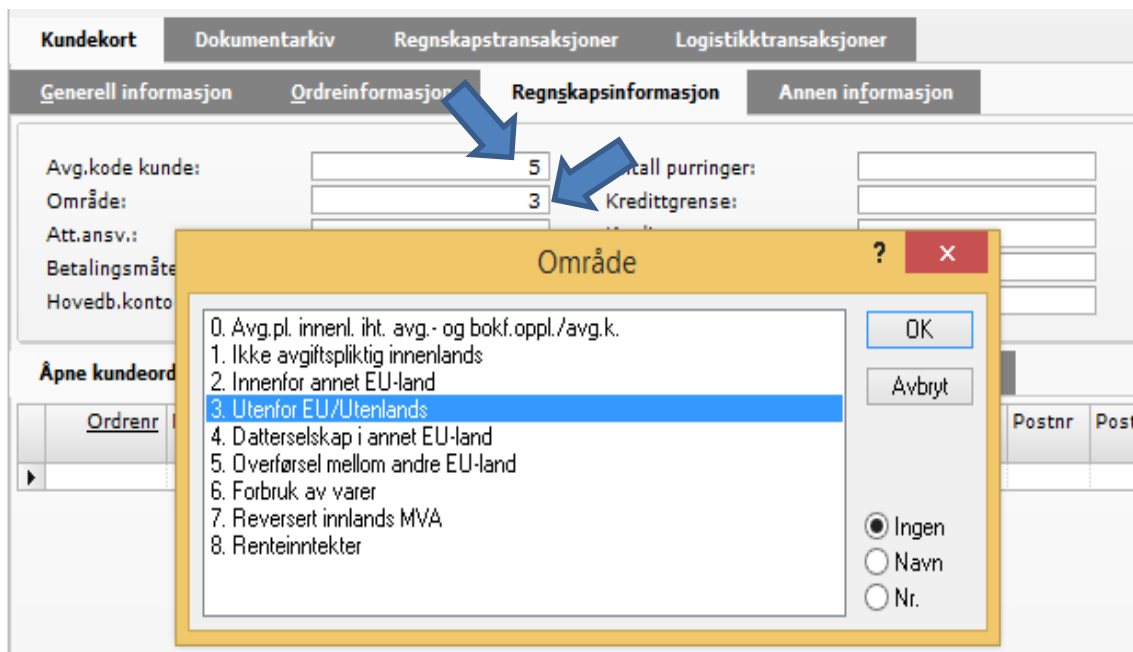 Kundekort Dokumentarkiv Regnskapstransaksjoner Logistikktransaksjoner
Generell informasjon Ordreinformasjon Regnskapsinformasjon Annen informasjon
Avg.kode kunde: 5 purringer:
Område: 3 Kredittgrense:
Att.ansv.:
Betalingsmåte
Hovedb.konto
Område ?
0. Avg.pl. innenl. iht. avg.- og bokf.oppl./avg.k.
1. Ikke avgiftspliktig innenlands
2. Innenfor annet EU-land
3. Utenfor EU/Utenlands
4. Datterselskap i annet EU-land
5. Overførsel mellom andre EU-land
6. Forbruk av varer
7. Reversert innlands MVA
8. Renteinntekter
OK
Avbryt
Ingen
Navn
Nr.
Åpne kundeord
Ordrenr Postnr Post